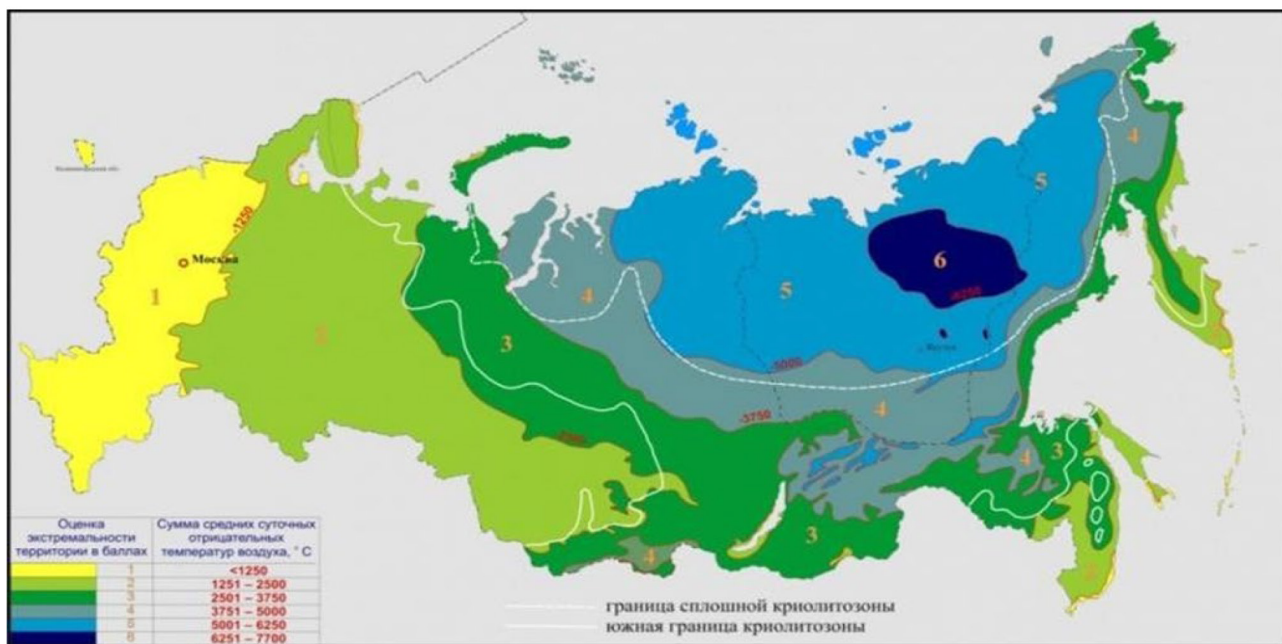 -1250
Москва
1
2
3
4
5
6
5
4
-6250
-5000
-3750
4
3
4
3
4
3
2
Оценка
экстремальности
территории в баллах
Сумма средних суточных
отрицательных
температур воздуха, ° С
1 <1250
2 1251 – 2500
3 2501 – 3750
4 3751 – 5000
5 5001 – 6250
6 6251 – 7700
граница сплошной криолитозоны
южная граница криолитозоны